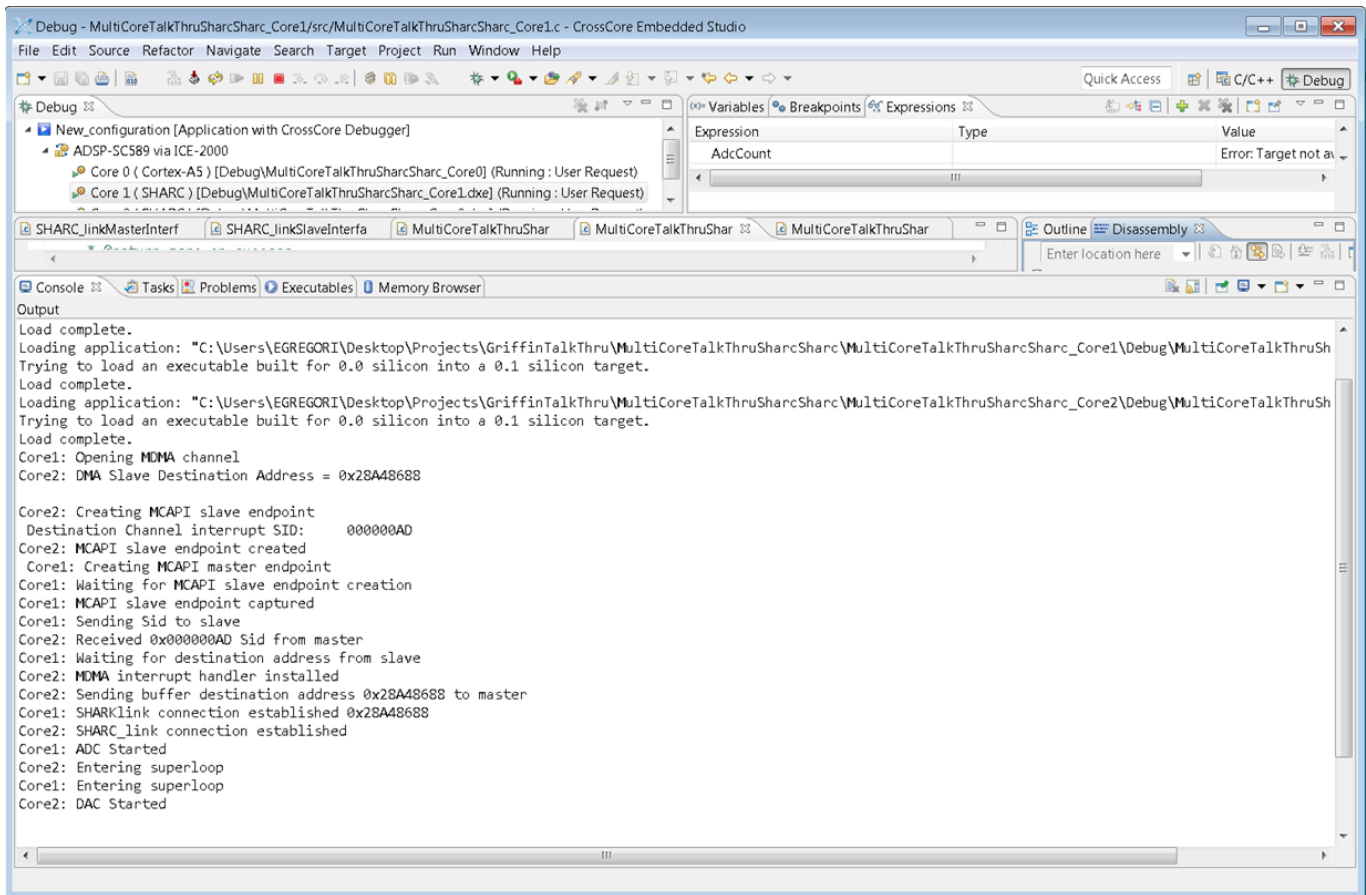 Debug - MultiCoreTalkThruSharcSharc_Core1/src/MultiCoreTalkThruSharcSharc_Core1.c - CrossCore Embedded Studio
File Edit Source Refactor Navigate Search Target Project Run Window Help
Quick Access C/C++ Debug
Debug
New_configuration [Application with CrossCore Debugger]
ADSP-SC589 via ICE-2000
Core 0 ( Cortex-A5 ) [Debug\MultiCoreTalkThruSharcSharc_Core0] (Running : User Request)
Core 1 ( SHARC ) [Debug\MultiCoreTalkThruSharcSharc_Core1.dxe] (Running : User Request)
(x)= Variables Breakpoints Expressions
Expression Type Value
AdcCount Error: Target not av
SHARC_linkMasterInterf SHARC_linkSlaveInterfa MultiCoreTalkThruShar MultiCoreTalkThruShar MultiCoreTalkThruShar
Outline Disassembly
Enter location here
Console Tasks Problems Executables Memory Browser
Output
Load complete.
Loading application: "C:\Users\EGREGORI\Desktop\Projects\GriffinTalkThru\MultiCoreTalkThruSharcSharc\MultiCoreTalkThruSharcSharc_Core1\Debug\MultiCoreTalkThruSh
Trying to load an executable built for 0.0 silicon into a 0.1 silicon target.
Load complete.
Loading application: "C:\Users\EGREGORI\Desktop\Projects\GriffinTalkThru\MultiCoreTalkThruSharcSharc\MultiCoreTalkThruSharcSharc_Core2\Debug\MultiCoreTalkThruSh
Trying to load an executable built for 0.0 silicon into a 0.1 silicon target.
Load complete.
Core1: Opening MDMA channel
Core2: DMA Slave Destination Address = 0x28A48688
Core2: Creating MCAPI slave endpoint
Destination Channel interrupt SID: 000000AD
Core2: MCAPI slave endpoint created
Core1: Creating MCAPI master endpoint
Core1: Waiting for MCAPI slave endpoint creation
Core1: MCAPI slave endpoint captured
Core1: Sending Sid to slave
Core2: Received 0x000000AD Sid from master
Core1: Waiting for destination address from slave
Core2: MDMA interrupt handler installed
Core2: Sending buffer destination address 0x28A48688 to master
Core1: SHARKlink connection established 0x28A48688
Core2: SHARC_link connection established
Core1: ADC Started
Core2: Entering superloop
Core1: Entering superloop
Core2: DAC Started